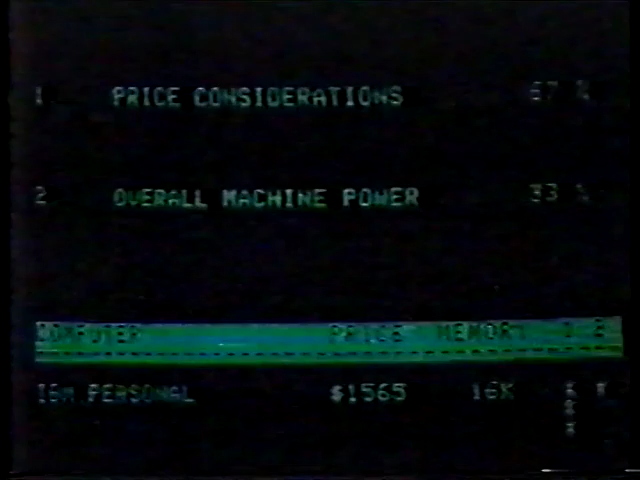 1 PRICE CONSIDERATIONS 67 %
2 OVERALL MACHINE POWER 33 %
COMPUTER PRICE MEMORY
IBM PERSONAL $1565 16K